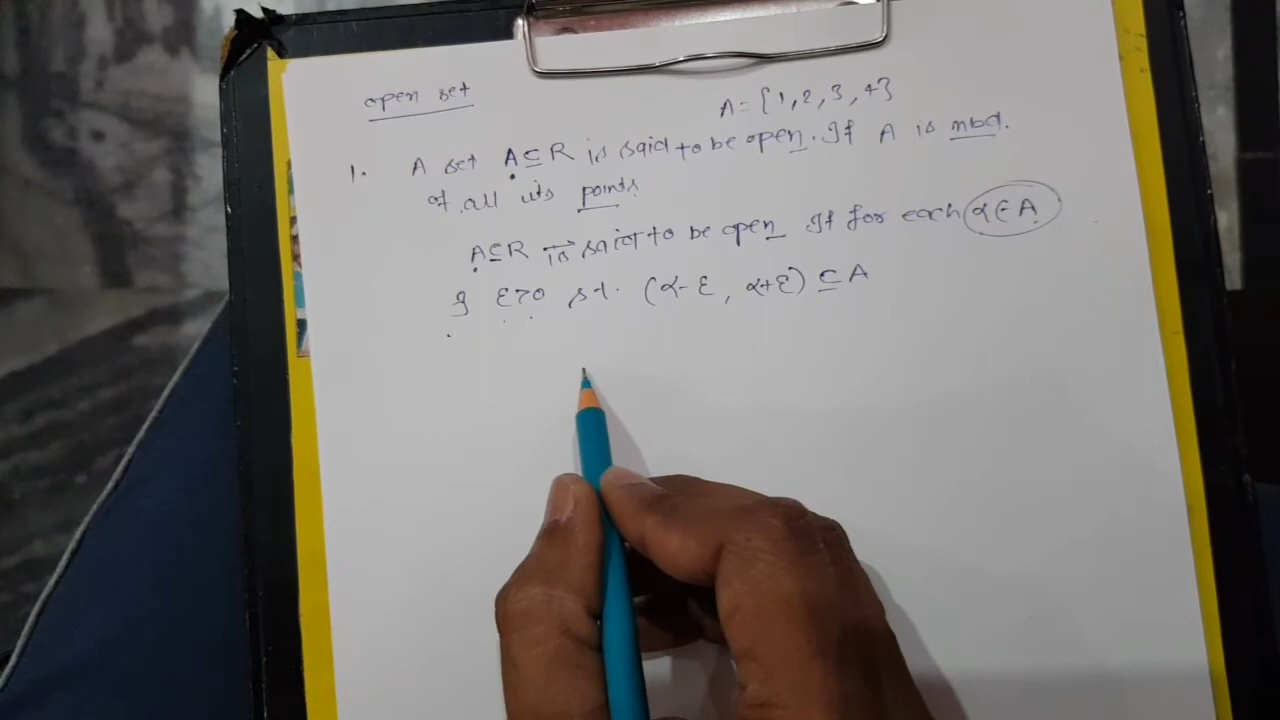 open set
A = {1, 2, 3, 4}
1. A set A ⊆ R is said to be open. If A is nbd.
of all its points.
A ⊆ R is said to be open If for each α ∈ A
∃ ε > 0 s.t. (α - ε, α + ε) ⊆ A